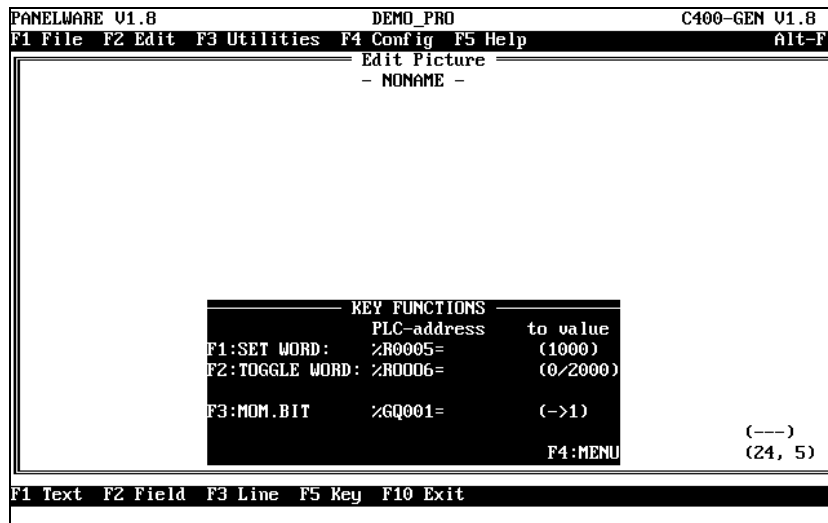 PANELWARE V1.8 DEMO_PRO C400-GEN V1.8
F1 File F2 Edit F3 Utilities F4 Config F5 Help Alt-F
Edit Picture
- NONAME -
KEY FUNCTIONS
PLC-address to value
F1:SET WORD: %R0005= (1000)
F2:TOGGLE WORD: %R0006= (0/2000)
F3:MOM.BIT %GQ001= (->1)
F4:MENU
(---)
(24, 5)
F1 Text F2 Field F3 Line F5 Key F10 Exit